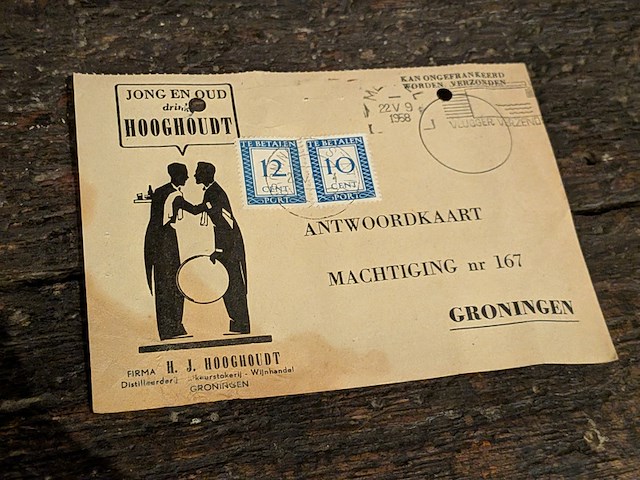 JONG EN OUD
HOOGHOUDT
KAN ONGEFRANKEERD
WORDEN VERZONDEN
22 V 9
1958
TE BETALEN
12
CENT
PORT
TE BETALEN
10
CENT
PORT
ANTWOORDKAART
MACHTIGING nr 167
GRONINGEN
FIRMA H. J. HOOGHOUDT
Distilleerderij - Wijnhandel
GRONINGEN